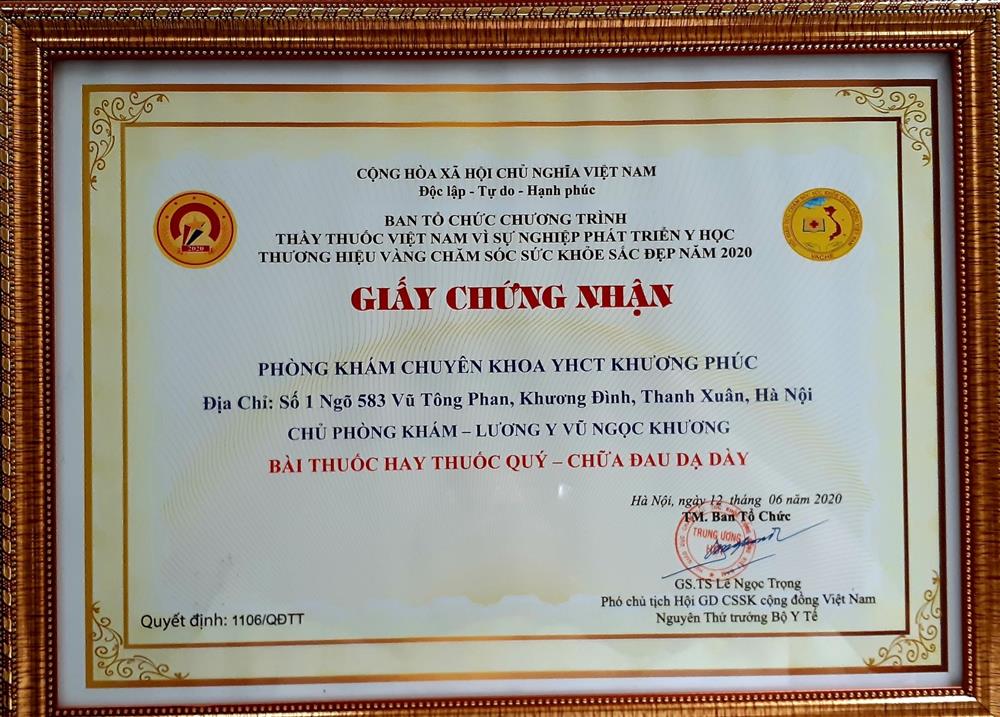 CỘNG HÒA XÃ HỘI CHỦ NGHĨA VIỆT NAM
Độc lập - Tự do - Hạnh phúc
BAN TỔ CHỨC CHƯƠNG TRÌNH
THẦY THUỐC VIỆT NAM VÌ SỰ NGHIỆP PHÁT TRIỂN Y HỌC
THƯƠNG HIỆU VÀNG CHĂM SÓC SỨC KHỎE SẮC ĐẸP NĂM 2020
2020
VACHE
GIẤY CHỨNG NHẬN
PHÒNG KHÁM CHUYÊN KHOA YHCT KHƯƠNG PHÚC
Địa Chỉ: Số 1 Ngõ 583 Vũ Tông Phan, Khương Đình, Thanh Xuân, Hà Nội
CHỦ PHÒNG KHÁM – LƯƠNG Y VŨ NGỌC KHƯƠNG
BÀI THUỐC HAY THUỐC QUÝ – CHỮA ĐAU DẠ DÀY
Hà Nội, ngày 12 tháng 06 năm 2020
TM. Ban Tổ Chức
TRUNG ƯƠNG
GS.TS Lê Ngọc Trọng
Phó chủ tịch Hội GD CSSK cộng đồng Việt Nam
Nguyên Thứ trưởng Bộ Y Tế
Quyết định: 1106/QĐTT